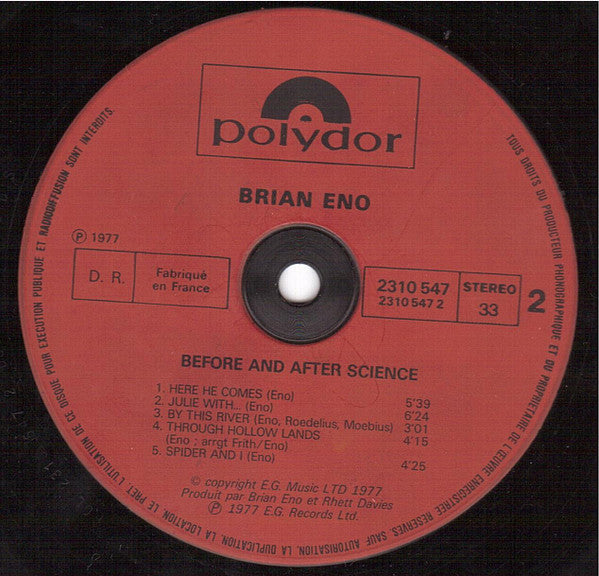 polydor
BRIAN ENO
℗ 1977
D. R.
Fabriqué
en France
2310 547
2310 547 2
STEREO
33
2
BEFORE AND AFTER SCIENCE
1. HERE HE COMES (Eno) 5'39
2. JULIE WITH... (Eno) 6'24
3. BY THIS RIVER (Eno, Roedelius, Moebius) 3'01
4. THROUGH HOLLOW LANDS 4'15
(Eno ; arrgt Frith/Eno)
5. SPIDER AND I (Eno) 4'25
© copyright E.G. Music LTD 1977
Produit par Brian Eno et Rhett Davies
℗ 1977 E.G. Records Ltd.
TOUS DROITS DU PRODUCTEUR PHONOGRAPHIQUE ET DU PROPRIETAIRE DE L'ŒUVRE ENREGISTREE RESERVES. SAUF AUTORISATION, LA DUPLICATION, LA LOCATION, LE PRET, L'UTILISATION DE CE DISQUE POUR EXECUTION PUBLIQUE ET RADIODIFFUSION SONT INTERDITS.